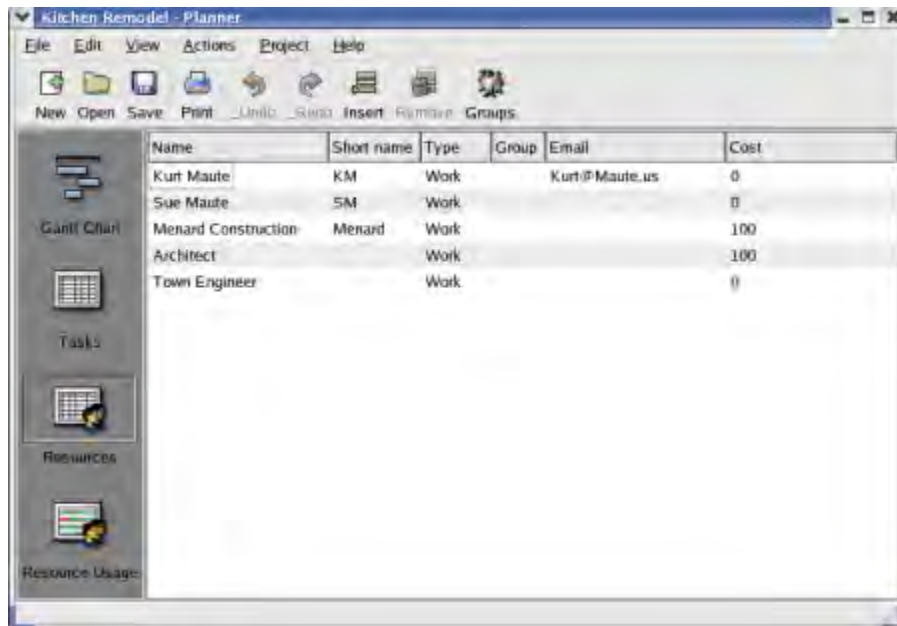 Kitchen Remodel - Planner
File Edit View Actions Project Help
New Open Save Print Undo Redo Insert Remove Groups
Name Short name Type Group Email Cost
Kurt Maute KM Work Kurt@Maute.us 0
Sue Maute SM Work 0
Menard Construction Menard Work 100
Architect Work 100
Town Engineer Work 0
Gantt Chart
Tasks
Resources
Resource Usage